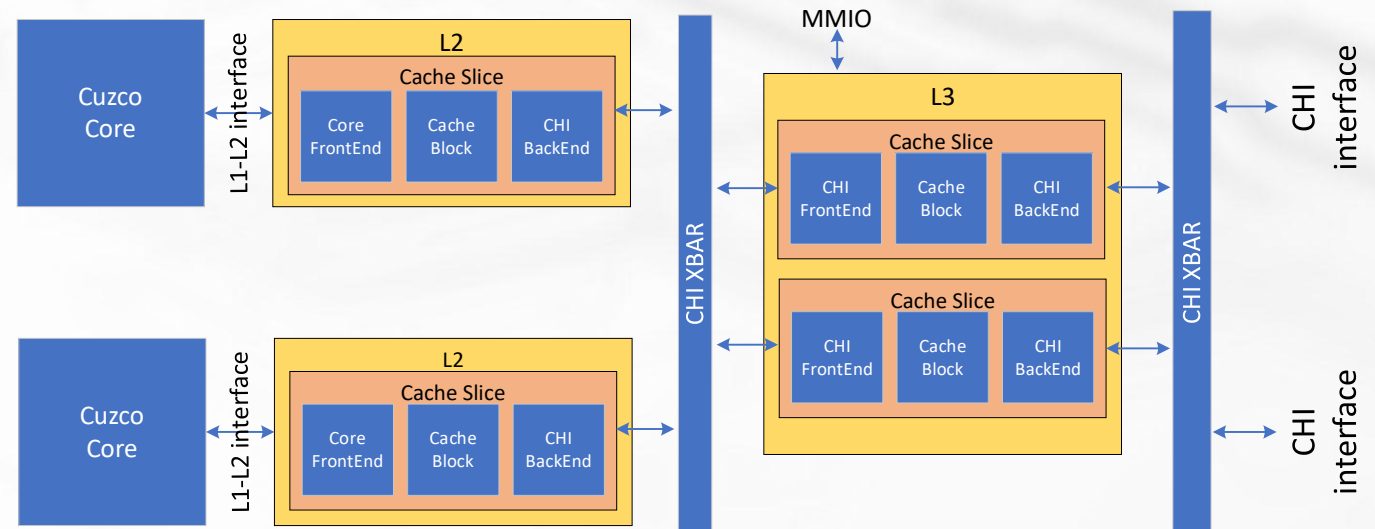 Cuzco
Core
L1-L2 interface
L2
Cache Slice
Core
FrontEnd
Cache
Block
CHI
BackEnd
Cuzco
Core
L1-L2 interface
L2
Cache Slice
Core
FrontEnd
Cache
Block
CHI
BackEnd
CHI XBAR
MMIO
L3
Cache Slice
CHI
FrontEnd
Cache
Block
CHI
BackEnd
Cache Slice
CHI
FrontEnd
Cache
Block
CHI
BackEnd
CHI XBAR
CHI
interface
CHI
interface